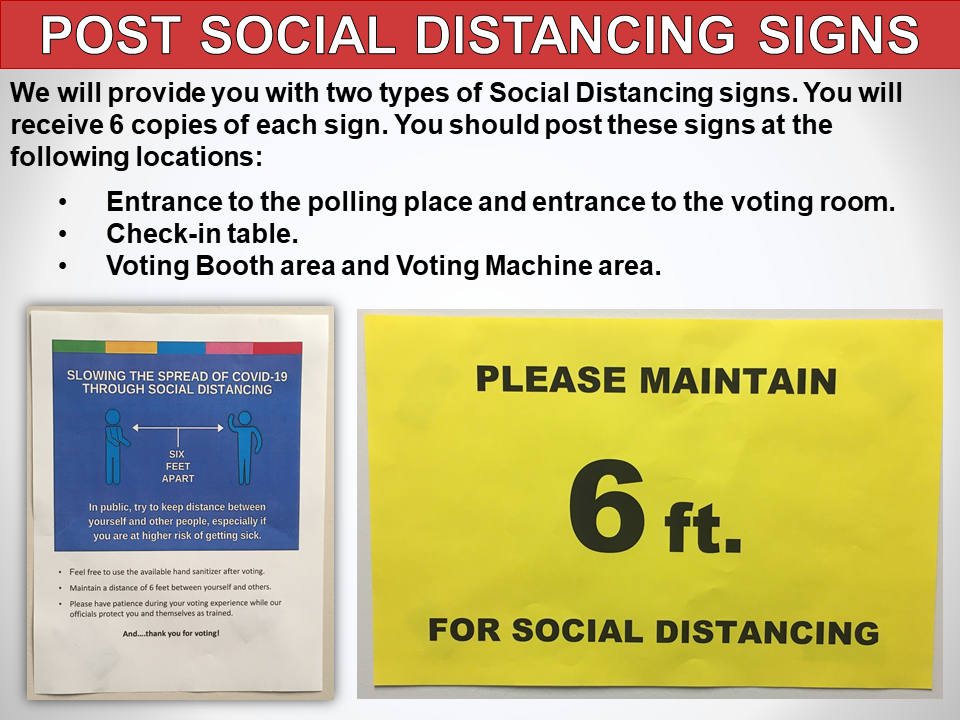 POST SOCIAL DISTANCING SIGNS
We will provide you with two types of Social Distancing signs. You will
receive 6 copies of each sign. You should post these signs at the
following locations:
• Entrance to the polling place and entrance to the voting room.
• Check-in table.
• Voting Booth area and Voting Machine area.
SLOWING THE SPREAD OF COVID-19
THROUGH SOCIAL DISTANCING
SIX
FEET
APART
In public, try to keep distance between
yourself and other people, especially if
you are at higher risk of getting sick.
• Feel free to use the available hand sanitizer after voting.
• Maintain a distance of 6 feet between yourself and others.
• Please have patience during your voting experience while our
officials protect you and themselves as trained.
And....thank you for voting!
PLEASE MAINTAIN
6 ft.
FOR SOCIAL DISTANCING